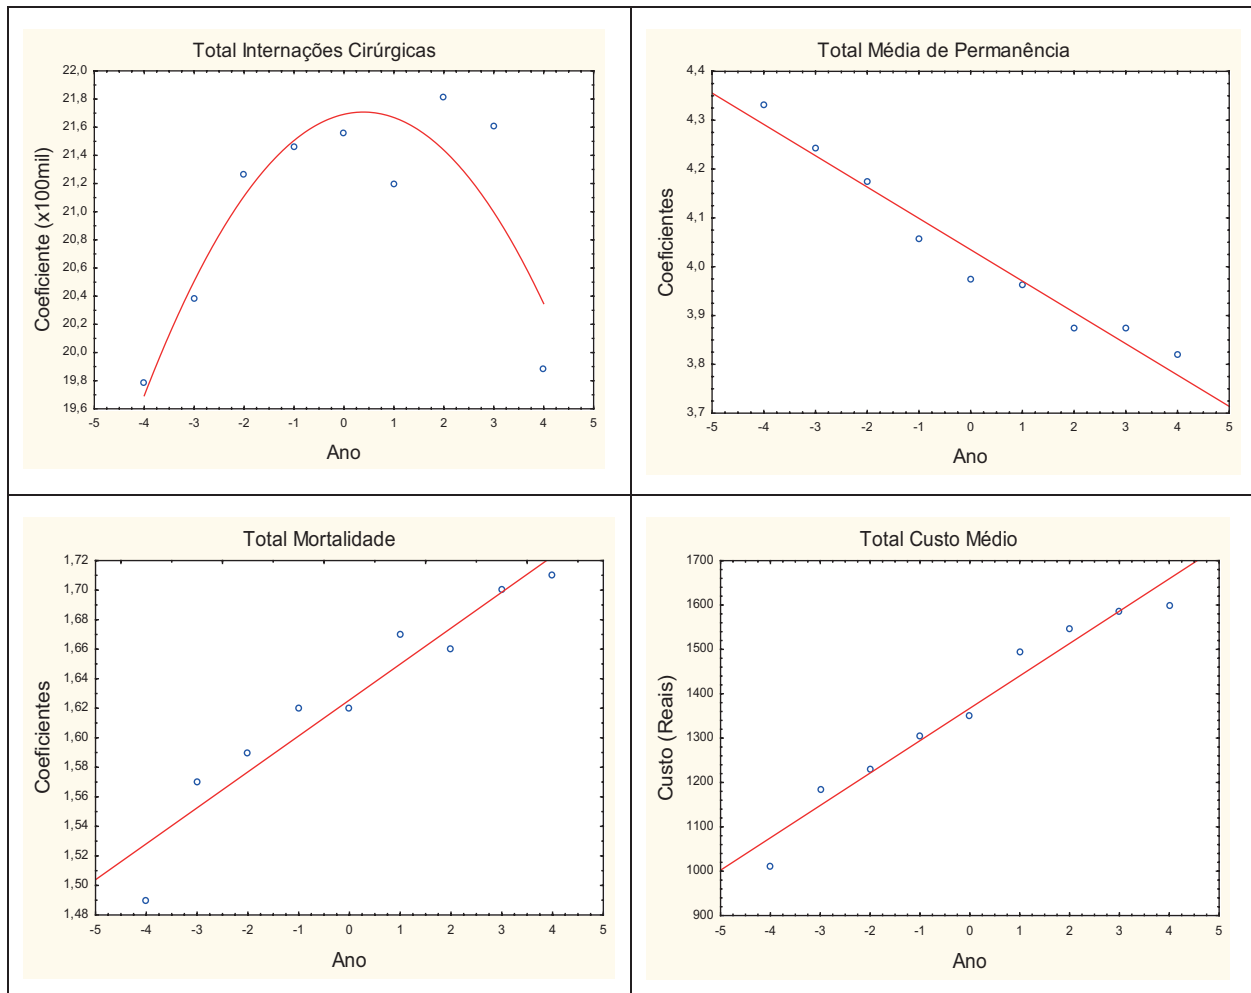 Total Internações Cirúrgicas
22,0
21,8
21,6
21,4
21,2
21,0
20,8
20,6
20,4
20,2
20,0
19,8
19,6
Coeficiente (x100mil)
-5 -4 -3 -2 -1 0 1 2 3 4 5
Ano
Total Média de Permanência
4,4
4,3
4,2
4,1
4,0
3,9
3,8
3,7
Coeficientes
-5 -4 -3 -2 -1 0 1 2 3 4 5
Ano
Total Mortalidade
1,72
1,70
1,68
1,66
1,64
1,62
1,60
1,58
1,56
1,54
1,52
1,50
1,48
Coeficientes
-5 -4 -3 -2 -1 0 1 2 3 4 5
Ano
Total Custo Médio
1700
1600
1500
1400
1300
1200
1100
1000
900
Custo (Reais)
-5 -4 -3 -2 -1 0 1 2 3 4 5
Ano